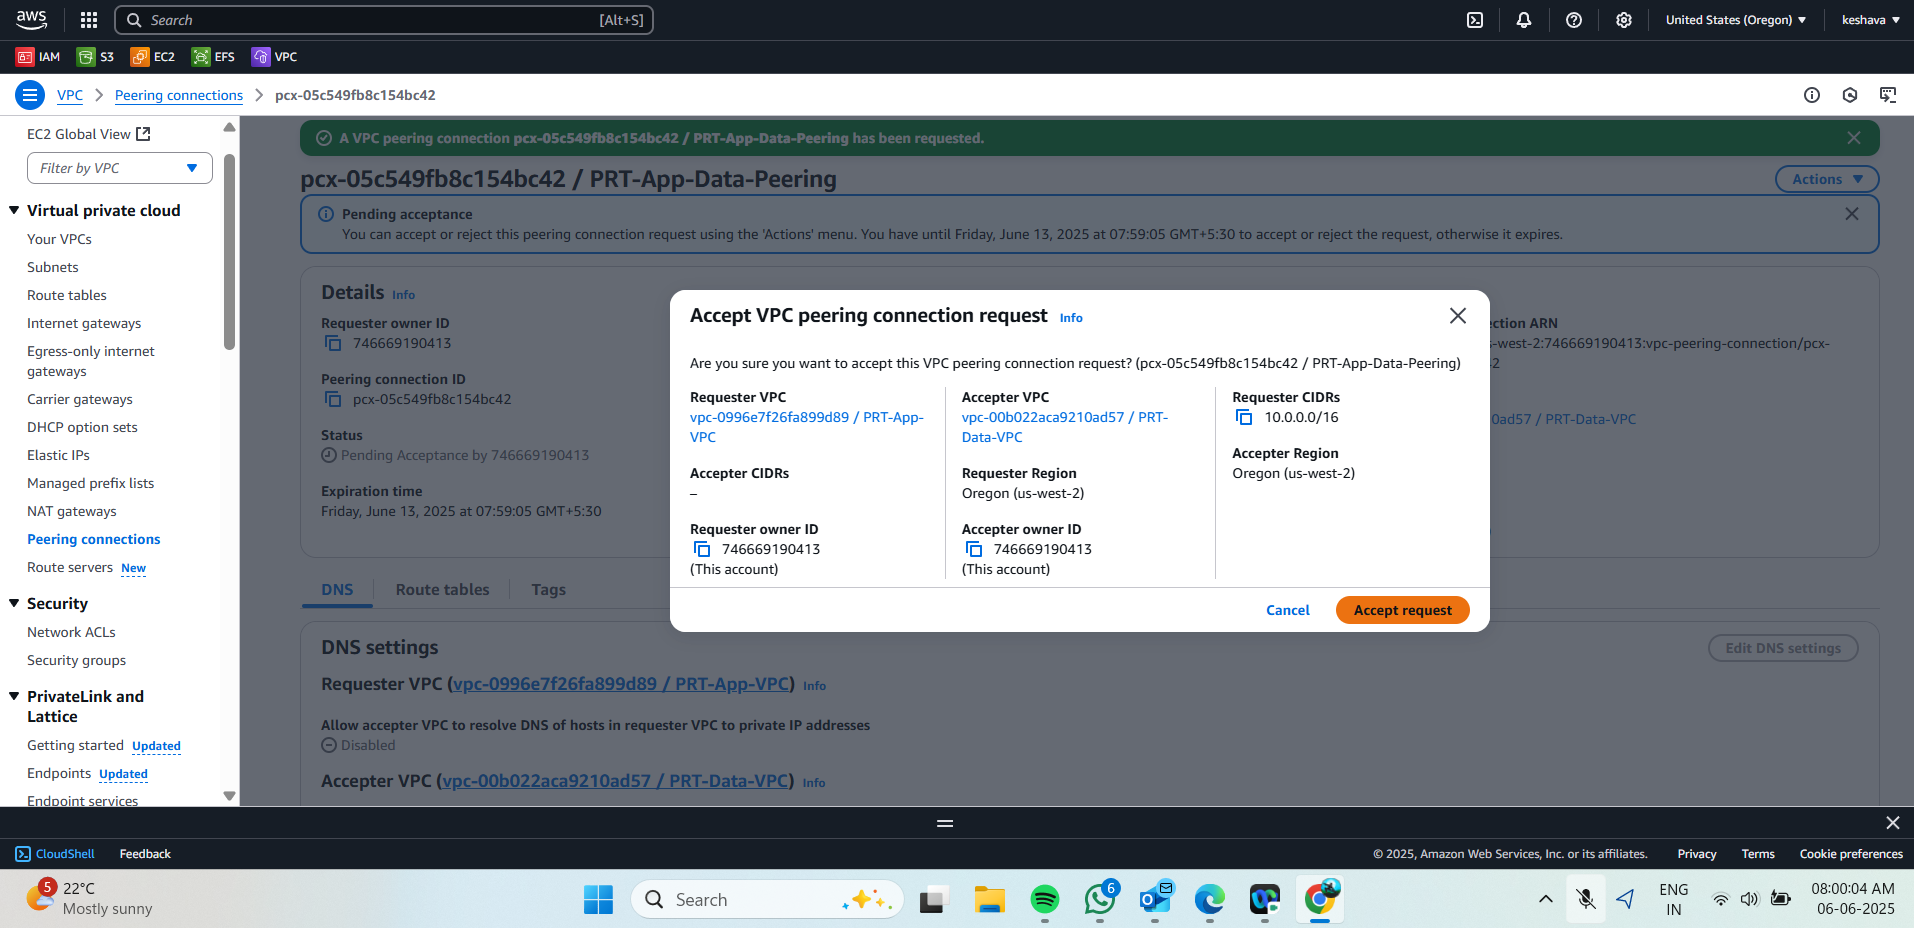 aws
Search
[Alt+S]
United States (Oregon)
keshava
IAM
S3
EC2
EFS
VPC
VPC
Peering connections
pcx-05c549fb8c154bc42
EC2 Global View
Filter by VPC
Virtual private cloud
Your VPCs
Subnets
Route tables
Internet gateways
Egress-only internet
gateways
Carrier gateways
DHCP option sets
Elastic IPs
Managed prefix lists
NAT gateways
Peering connections
Route servers New
Security
Network ACLs
Security groups
PrivateLink and
Lattice
Getting started Updated
Endpoints Updated
Endpoint services
A VPC peering connection pcx-05c549fb8c154bc42 / PRT-App-Data-Peering has been requested.
pcx-05c549fb8c154bc42 / PRT-App-Data-Peering
Actions
Pending acceptance
You can accept or reject this peering connection request using the 'Actions' menu. You have until Friday, June 13, 2025 at 07:59:05 GMT+5:30 to accept or reject the request, otherwise it expires.
Details Info
Requester owner ID
746669190413
Peering connection ID
pcx-05c549fb8c154bc42
Status
Pending Acceptance by 746669190413
Expiration time
Friday, June 13, 2025 at 07:59:05 GMT+5:30
ction ARN
s-west-2:746669190413:vpc-peering-connection/pcx-
2
0ad57 / PRT-Data-VPC
Accept VPC peering connection request Info
Are you sure you want to accept this VPC peering connection request? (pcx-05c549fb8c154bc42 / PRT-App-Data-Peering)
Requester VPC
vpc-0996e7f26fa899d89 / PRT-App-
VPC
Accepter CIDRs
–
Requester owner ID
746669190413
(This account)
Accepter VPC
vpc-00b022aca9210ad57 / PRT-
Data-VPC
Requester Region
Oregon (us-west-2)
Accepter owner ID
746669190413
(This account)
Requester CIDRs
10.0.0.0/16
Accepter Region
Oregon (us-west-2)
Cancel
Accept request
DNS
Route tables
Tags
DNS settings
Edit DNS settings
Requester VPC (vpc-0996e7f26fa899d89 / PRT-App-VPC) Info
Allow accepter VPC to resolve DNS of hosts in requester VPC to private IP addresses
Disabled
Accepter VPC (vpc-00b022aca9210ad57 / PRT-Data-VPC) Info
CloudShell
Feedback
© 2025, Amazon Web Services, Inc. or its affiliates.
Privacy
Terms
Cookie preferences
5
22°C
Mostly sunny
Search
6
ENG
IN
08:00:04 AM
06-06-2025